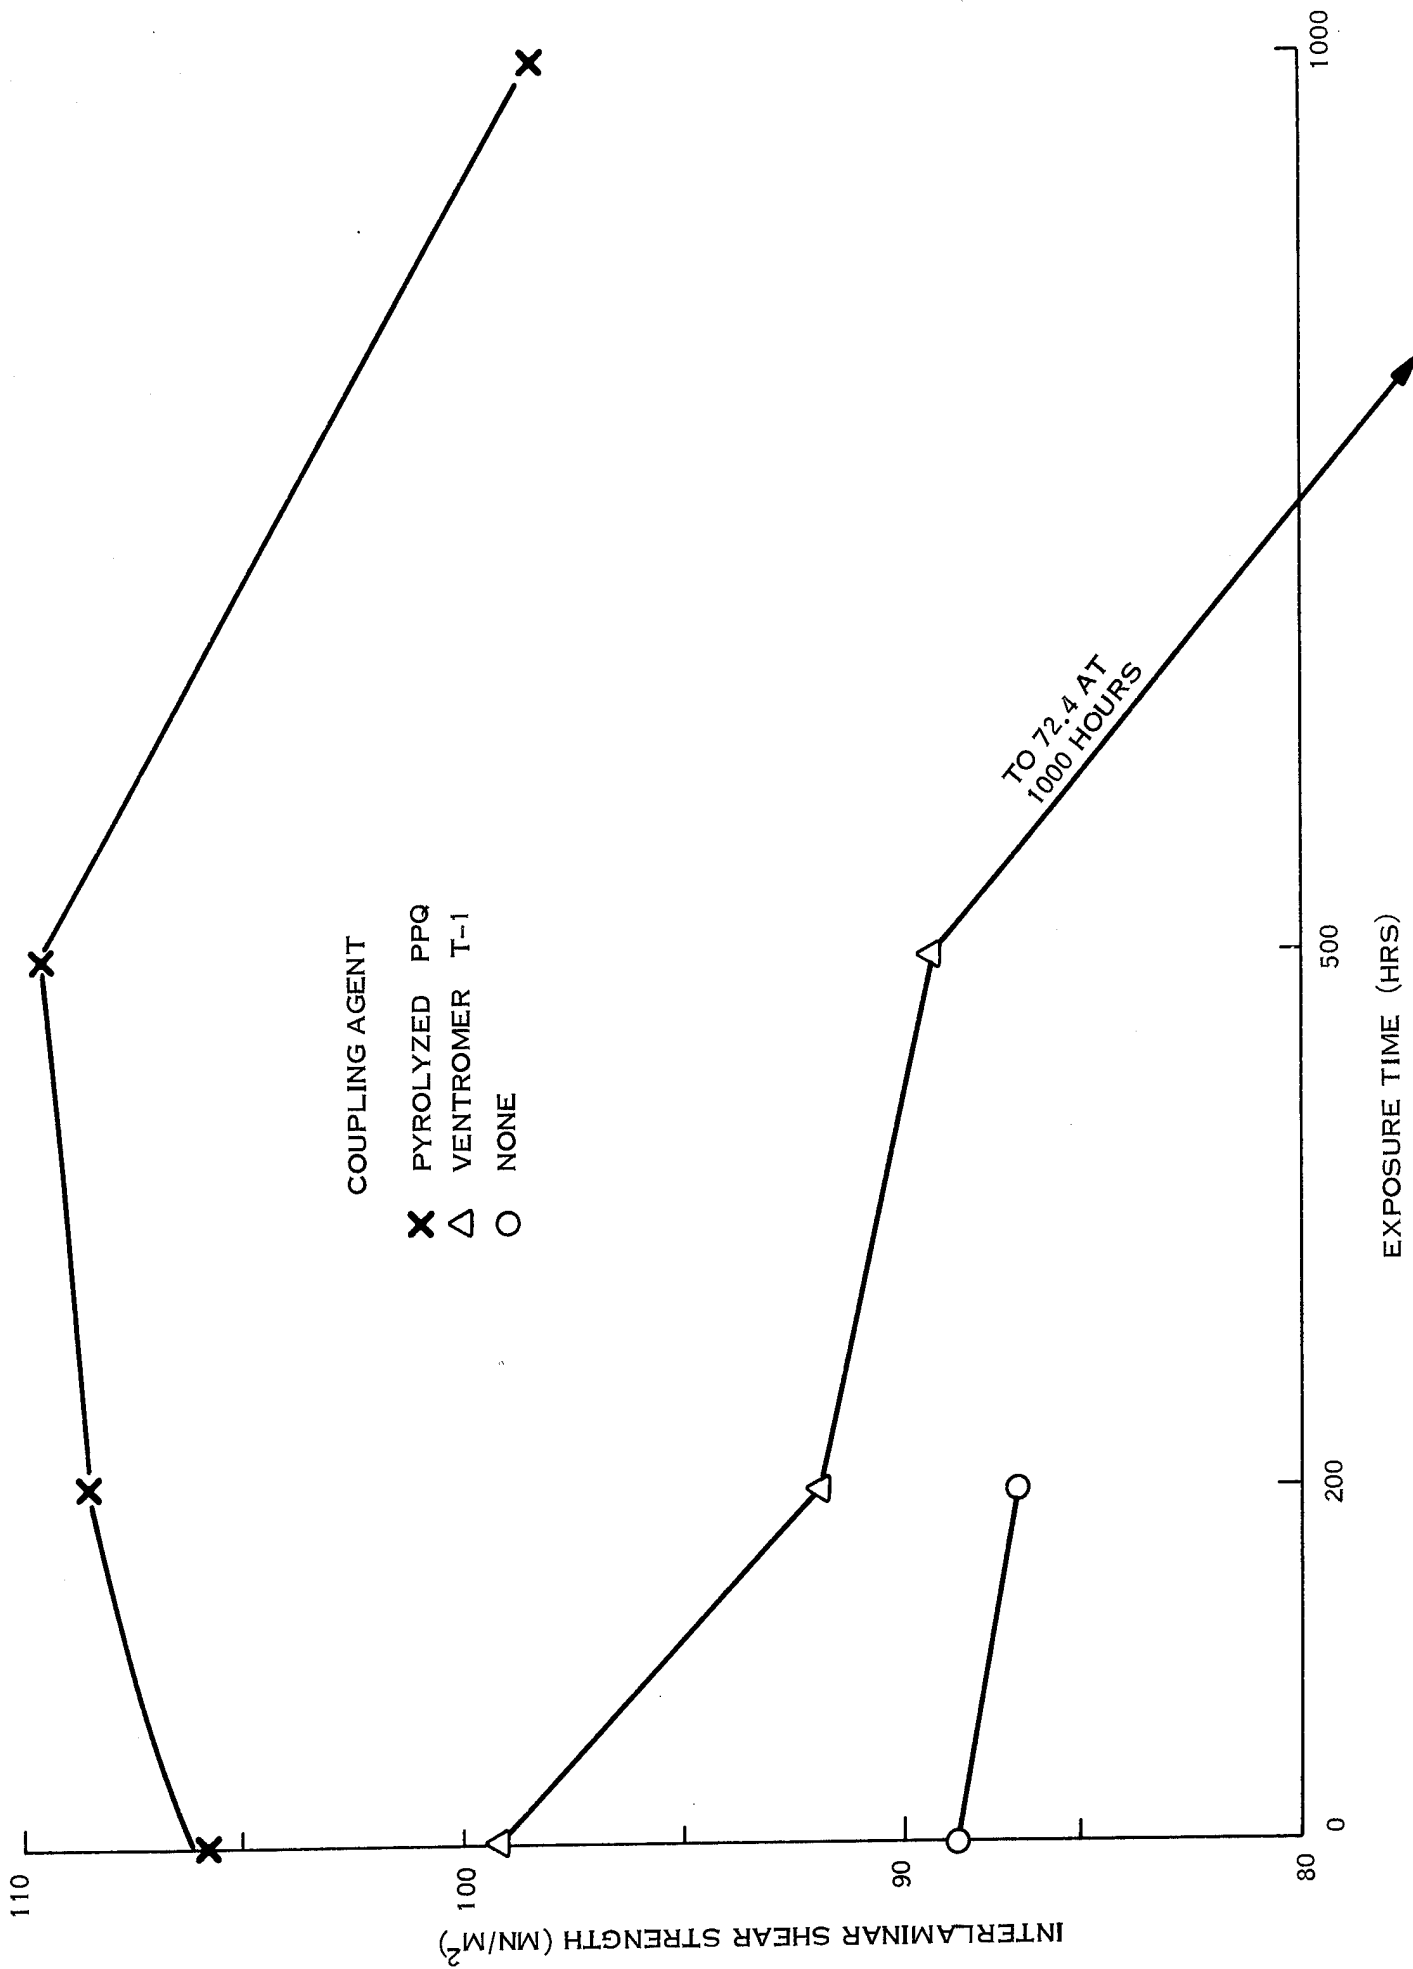 110
100
90
80
INTERLAMINAR SHEAR STRENGTH (MN/M²)
COUPLING AGENT
PYROLYZED PPQ
VENTROMER T-1
NONE
TO 72.4 AT
1000 HOURS
0
200
500
1000
EXPOSURE TIME (HRS)